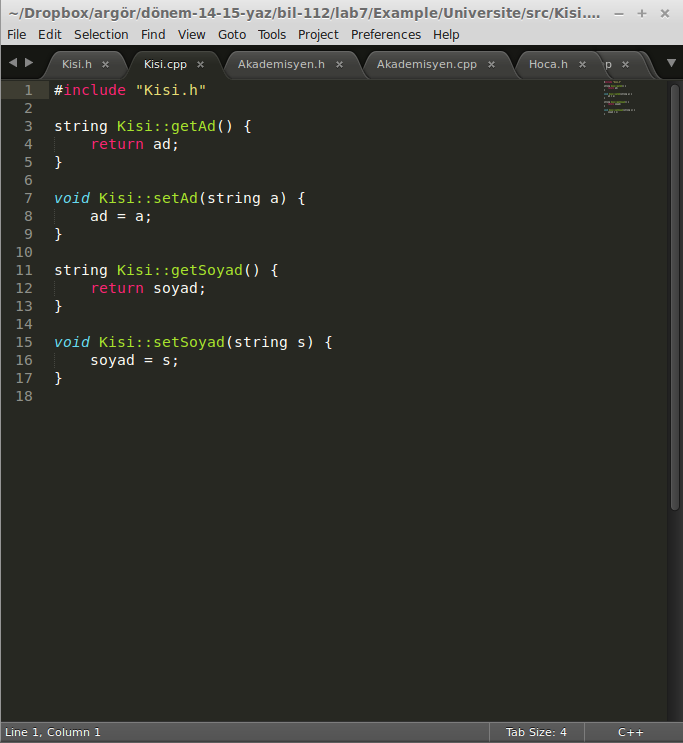 ~/Dropbox/argör/dönem-14-15-yaz/bil-112/lab7/Example/Universite/src/Kisi....
File Edit Selection Find View Goto Tools Project Preferences Help
Kisi.h Kisi.cpp Akademisyen.h Akademisyen.cpp Hoca.h p
1 #include "Kisi.h"
2
3 string Kisi::getAd() {
4 return ad;
5 }
6
7 void Kisi::setAd(string a) {
8 ad = a;
9 }
10
11 string Kisi::getSoyad() {
12 return soyad;
13 }
14
15 void Kisi::setSoyad(string s) {
16 soyad = s;
17 }
18
Line 1, Column 1 Tab Size: 4 C++